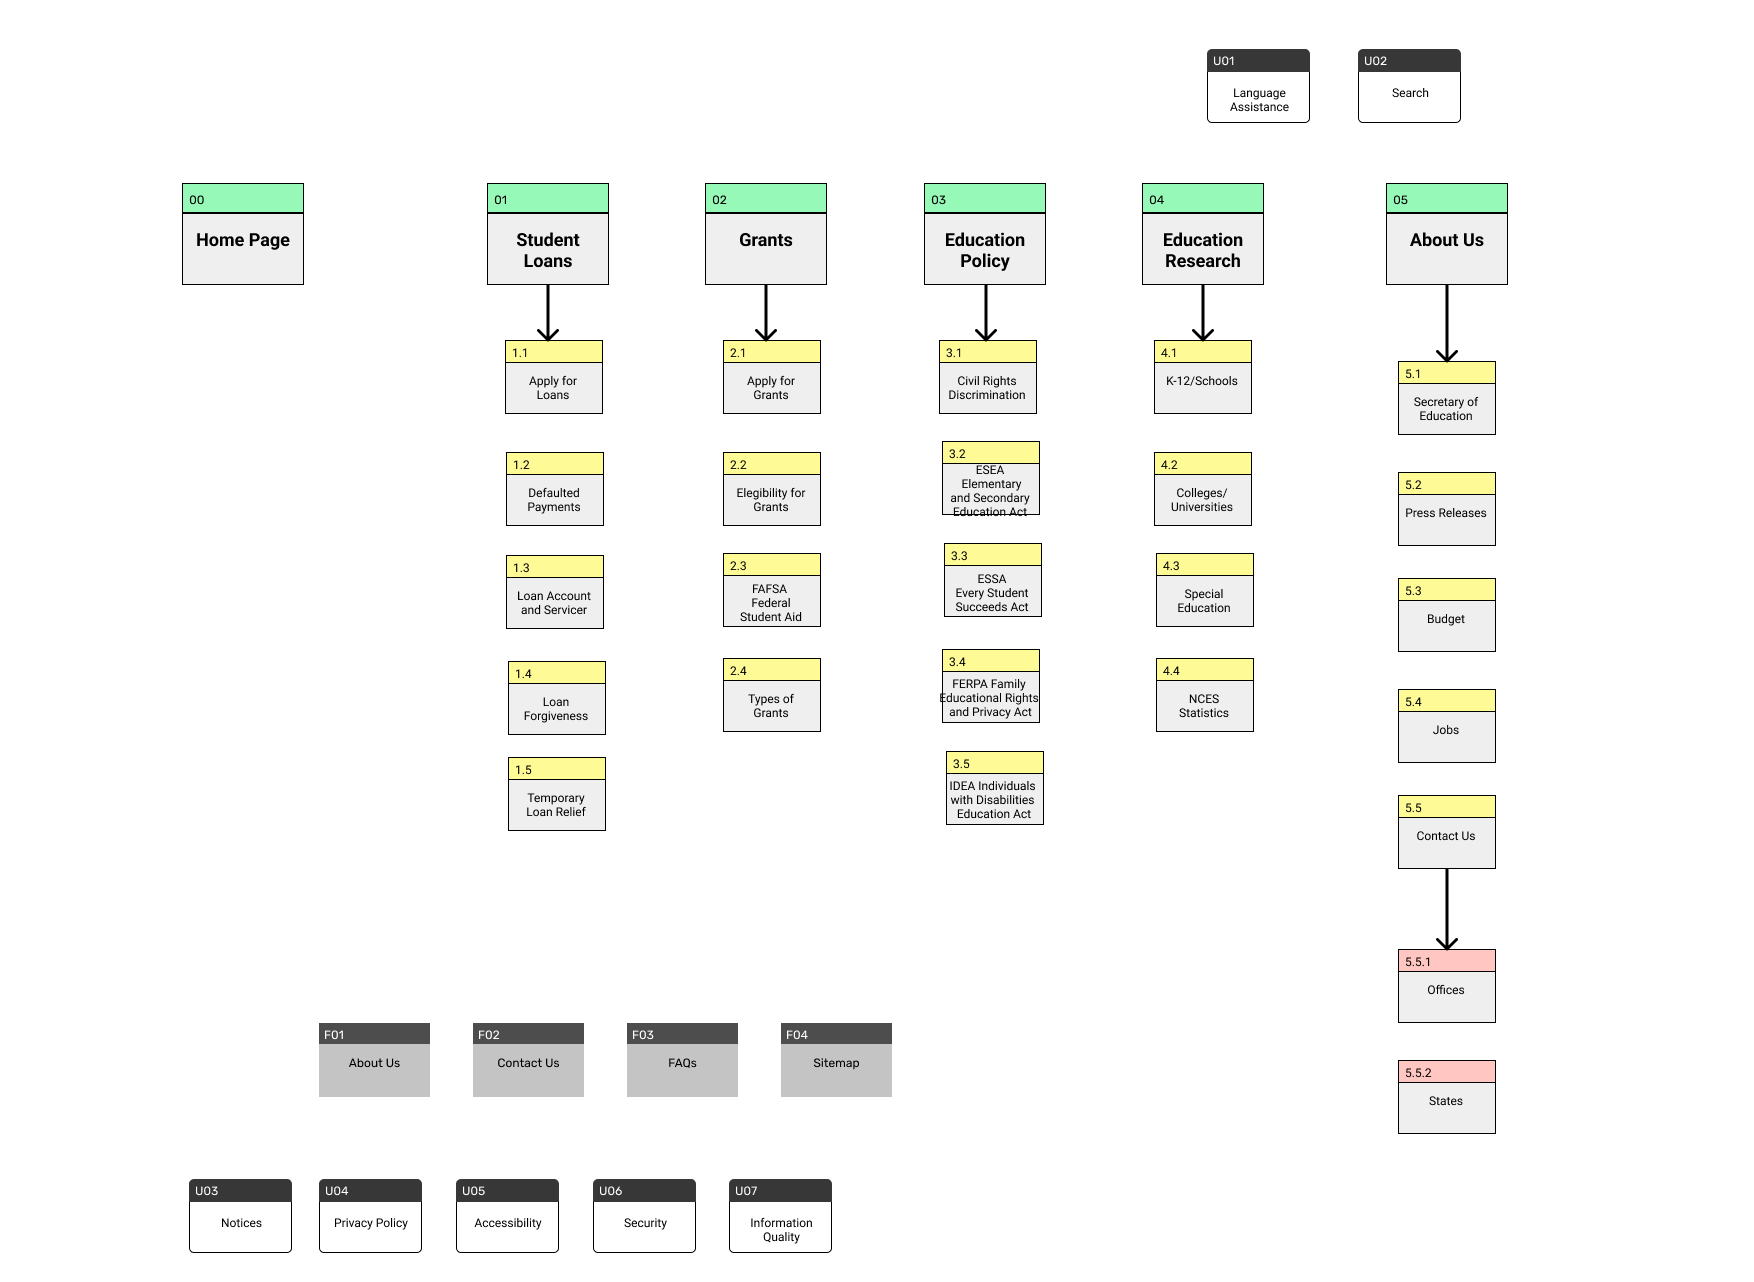 U01
Language
Assistance
U02
Search
00
Home Page
01
Student
Loans
02
Grants
03
Education
Policy
04
Education
Research
05
About Us
1.1
Apply for
Loans
1.2
Defaulted
Payments
1.3
Loan Account
and Servicer
1.4
Loan
Forgiveness
1.5
Temporary
Loan Relief
2.1
Apply for
Grants
2.2
Elegibility for
Grants
2.3
FAFSA
Federal
Student Aid
2.4
Types of
Grants
3.1
Civil Rights
Discrimination
3.2
ESEA
Elementary
and Secondary
Education Act
3.3
ESSA
Every Student
Succeeds Act
3.4
FERPA Family
Educational Rights
and Privacy Act
3.5
IDEA Individuals
with Disabilities
Education Act
4.1
K-12/Schools
4.2
Colleges/
Universities
4.3
Special
Education
4.4
NCES
Statistics
5.1
Secretary of
Education
5.2
Press Releases
5.3
Budget
5.4
Jobs
5.5
Contact Us
5.5.1
Offices
5.5.2
States
F01
About Us
F02
Contact Us
F03
FAQs
F04
Sitemap
U03
Notices
U04
Privacy Policy
U05
Accessibility
U06
Security
U07
Information
Quality